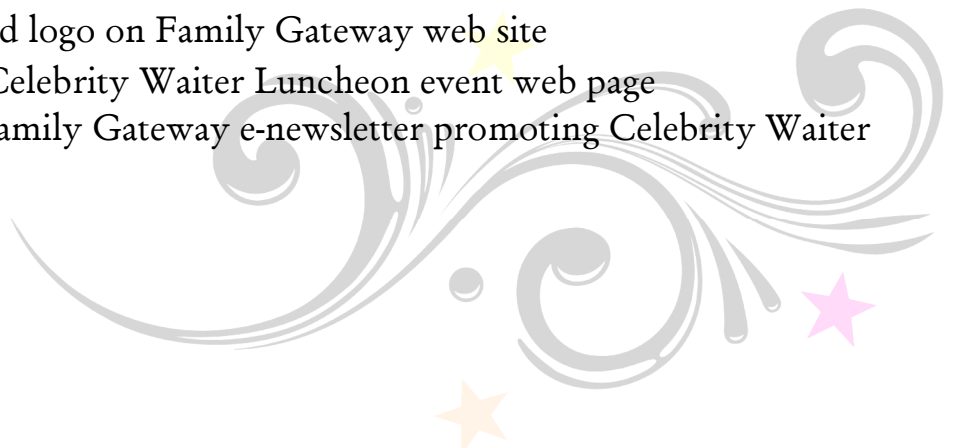 d logo on Family Gateway web site
Celebrity Waiter Luncheon event web page
amily Gateway e-newsletter promoting Celebrity Waiter